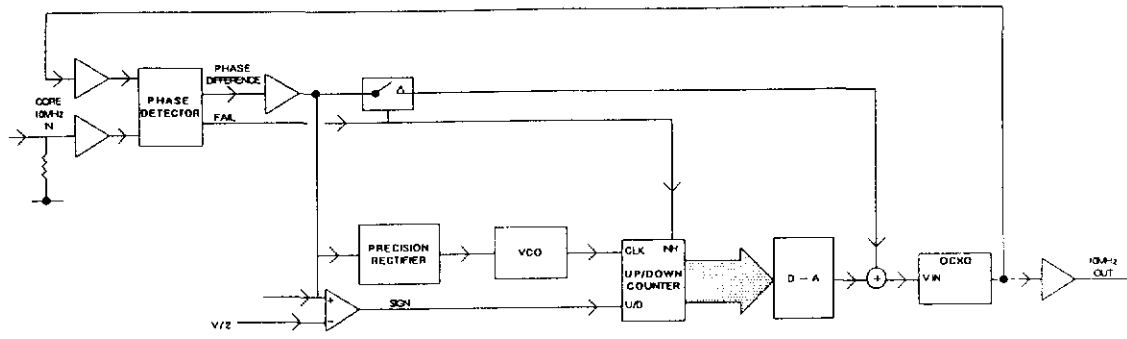 PHASE
DIFFERENCE
CORE
10MHz
IN
PHASE
DETECTOR
FAIL
PRECISION
RECTIFIER
VCO
CLK
INH
UP/DOWN
COUNTER
U/D
D-A
OCXO
V IN
10MHz
OUT
+
+
-
SIGN
V/2